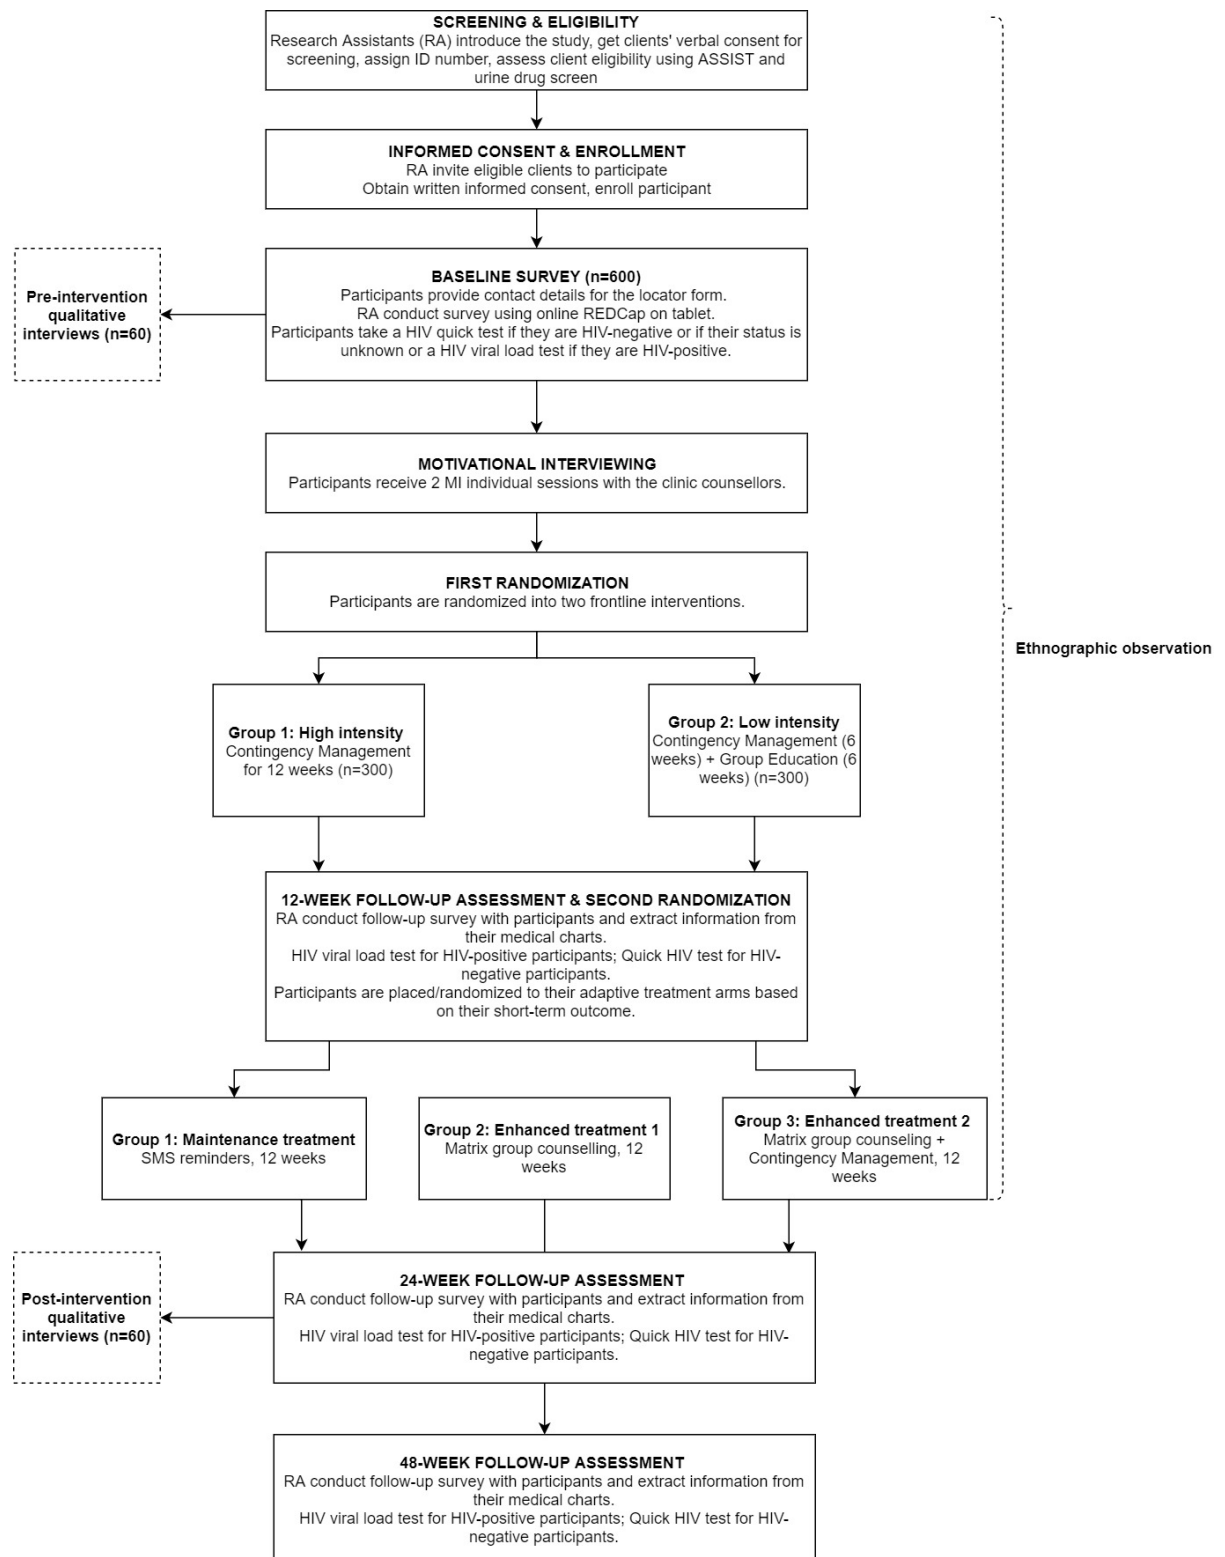 SCREENING & ELIGIBILITY
Research Assistants (RA) introduce the study, get clients' verbal consent for
screening, assign ID number, assess client eligibility using ASSIST and
urine drug screen
INFORMED CONSENT & ENROLLMENT
RA invite eligible clients to participate
Obtain written informed consent, enroll participant
Pre-intervention
qualitative
interviews (n=60)
BASELINE SURVEY (n=600)
Participants provide contact details for the locator form.
RA conduct survey using online REDCap on tablet.
Participants take a HIV quick test if they are HIV-negative or if their status is
unknown or a HIV viral load test if they are HIV-positive.
MOTIVATIONAL INTERVIEWING
Participants receive 2 MI individual sessions with the clinic counsellors.
FIRST RANDOMIZATION
Participants are randomized into two frontline interventions.
Ethnographic observation
Group 1: High intensity
Contingency Management
for 12 weeks (n=300)
Group 2: Low intensity
Contingency Management (6
weeks) + Group Education (6
weeks) (n=300)
12-WEEK FOLLOW-UP ASSESSMENT & SECOND RANDOMIZATION
RA conduct follow-up survey with participants and extract information from
their medical charts.
HIV viral load test for HIV-positive participants; Quick HIV test for HIV-
negative participants.
Participants are placed/randomized to their adaptive treatment arms based
on their short-term outcome.
Group 1: Maintenance treatment
SMS reminders, 12 weeks
Group 2: Enhanced treatment 1
Matrix group counselling, 12
weeks
Group 3: Enhanced treatment 2
Matrix group counseling +
Contingency Management, 12
weeks
Post-intervention
qualitative
interviews (n=60)
24-WEEK FOLLOW-UP ASSESSMENT
RA conduct follow-up survey with participants and extract information from
their medical charts.
HIV viral load test for HIV-positive participants; Quick HIV test for HIV-
negative participants.
48-WEEK FOLLOW-UP ASSESSMENT
RA conduct follow-up survey with participants and extract information from
their medical charts.
HIV viral load test for HIV-positive participants; Quick HIV test for HIV-
negative participants.